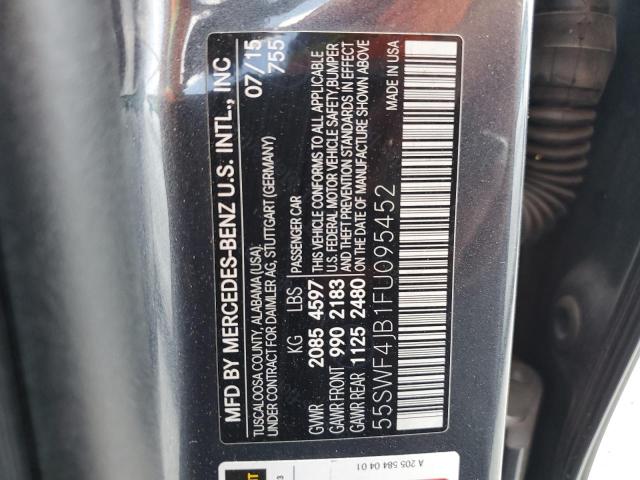 MFD BY MERCEDES-BENZ U.S. INTL., INC 07/15
TUSCALOOSA COUNTY, ALABAMA (USA), 755
UNDER CONTRACT FOR DAIMLER AG, STUTTGART (GERMANY)
KG LBS PASSENGER CAR
GVWR 2085 4597 THIS VEHICLE CONFORMS TO ALL APPLICABLE
GAWR FRONT 990 2183 U.S. FEDERAL MOTOR VEHICLE SAFETY, BUMPER
GAWR REAR 1125 2480 AND THEFT PREVENTION STANDARDS IN EFFECT
ON THE DATE OF MANUFACTURE SHOWN ABOVE
55SWF4JB1FU095452 MADE IN USA
A 205 584 04 01